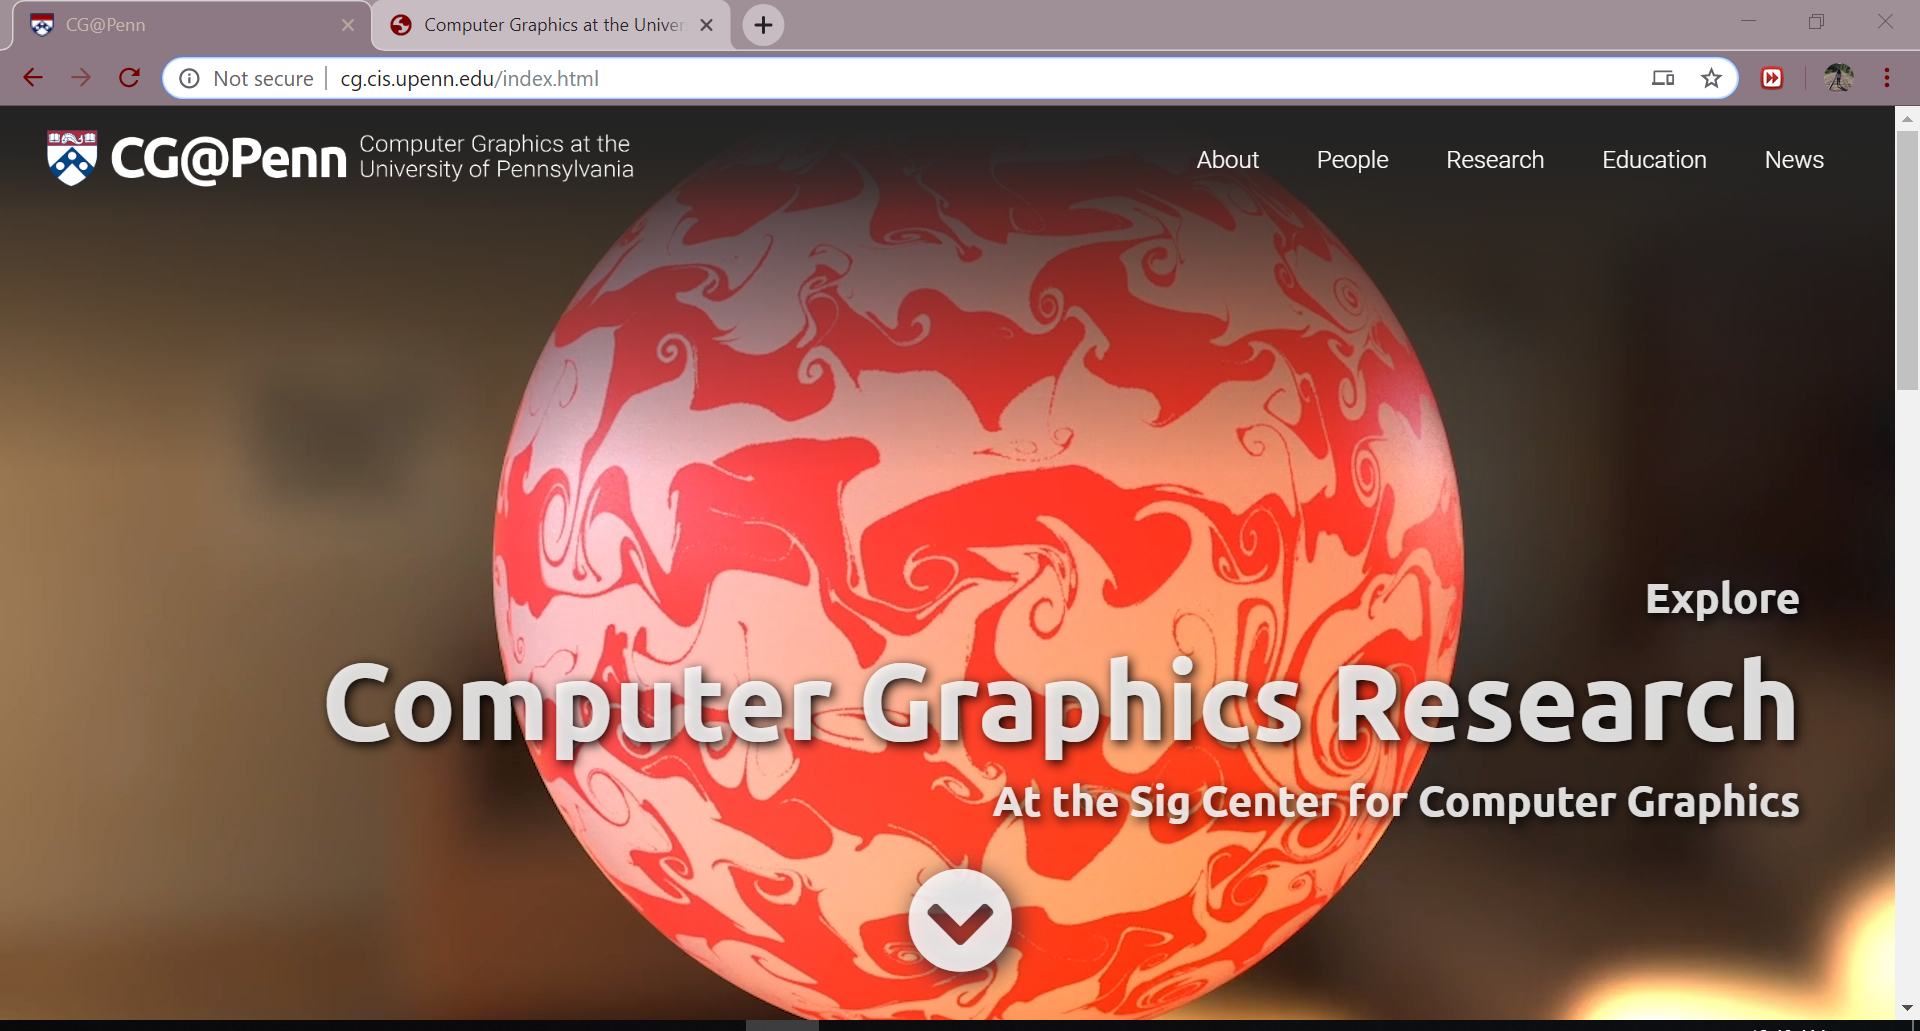 CG@Penn
Computer Graphics at the Univer
Not secure
cg.cis.upenn.edu/index.html
CG@Penn
Computer Graphics at the
University of Pennsylvania
About
People
Research
Education
News
Explore
Computer Graphics Research
At the Sig Center for Computer Graphics